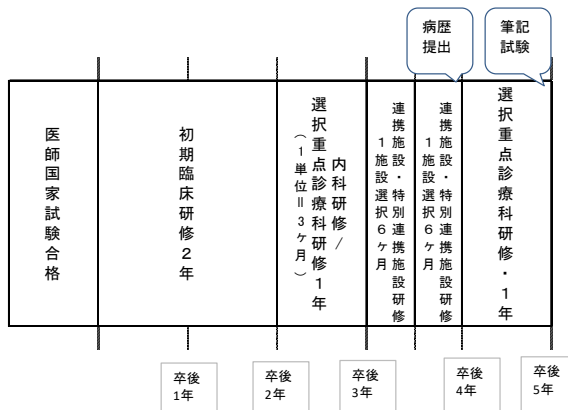 病歴
提出
筆記
試験
医師国家試験合格
初期臨床研修2年
内科研修/
選択重点診療科研修1年
(1単位=3ヶ月)
連携施設・特別連携施設研修
1施設選択6ヶ月
連携施設・特別連携施設研修
1施設選択6ヶ月
選択重点診療科研修・1年
卒後
1年
卒後
2年
卒後
3年
卒後
4年
卒後
5年